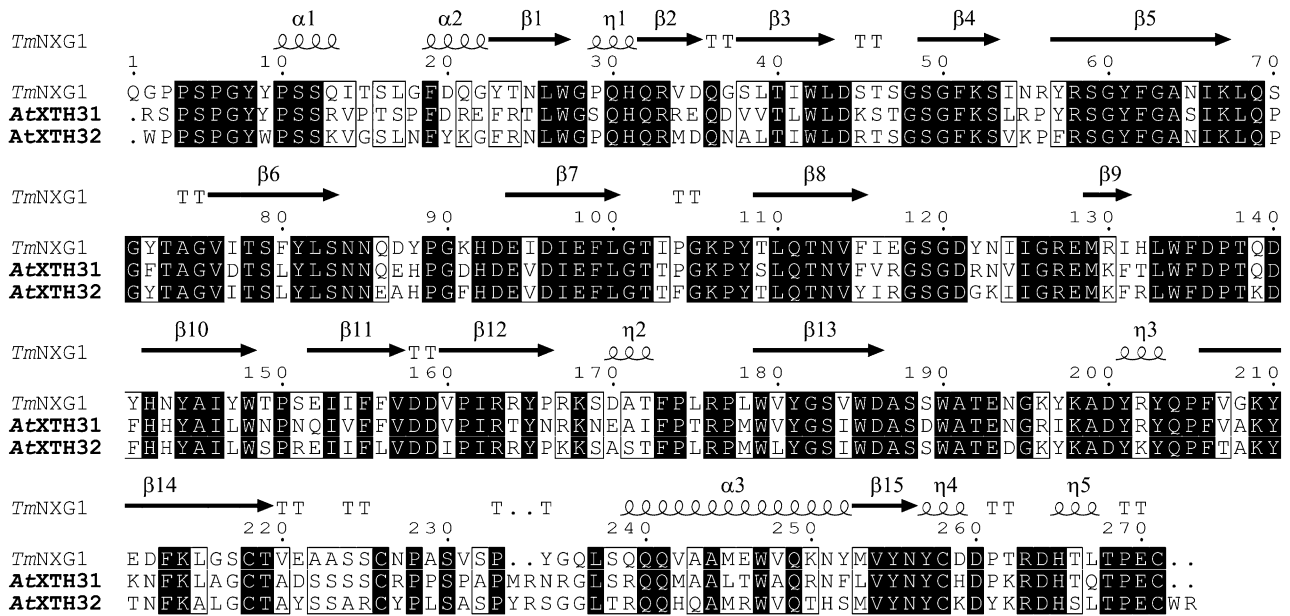 TmNXG1 α1 α2 β1 η1 β2 TT β3 TT β4 β5
1 10 20 30 40 50 60 70
TmNXG1 QGPPSPGYYPSSQITSLGFDQGYTNLWGPQHQRVDQGSLTIWLDSTSGSGFKSINRYRSGYFGANIKLQS
AtXTH31 .RSPSPGYYPSSRVPTSPFDREFRTLWGSQHQRREQDVVTLWLDKSTGSGFKSLRPYRSGYFGASIKLQP
AtXTH32 .WPPSPGYWPSSKVGSLNFYKGFRNLWGPQHQRMDQNALTIWLDRTSGSGFKSVKPFRSGYFGANIKLQP
TmNXG1 TT β6 β7 TT β8 β9
80 90 100 110 120 130 140
TmNXG1 GYTAGVITSFYLSNNQDYPGKHDEIDIEFLGTIPGKPYTLQTNVFIEGSGDYNIIGREMRIHLWFDPTQD
AtXTH31 GFTAGVDTSLYLSNNQEHPGDHDEVDIEFLGTTPGKPYSLQTNVFVRGSGDRNVIGREMKFTLWFDPTQD
AtXTH32 GYTAGVITSLYLSNNEAHPGFHDEVDIEFLGTTFGKPYTLQTNVYIRGSGDGKIIGREMKFRLWFDPTKD
TmNXG1 β10 β11 TT β12 η2 β13 η3
150 160 170 180 190 200 210
TmNXG1 YHNYAIYWTPSEIIFFVDDVPIRRYPRKSDATFPLRPLWVYGSVWDASSWATENGKYKADYRYQPFVGKY
AtXTH31 FHHYAILWNPNQIVFFVDDVPIRTYNRKNEAIFPTRPMWVYGSIWDASDWATENGRIKADYRYQPFVAKY
AtXTH32 FHHYAILWSPREIIFLVDDIPIRRYPKKSASTFPLRPMWLYGSIWDASSWATEDGKYKADYKYQPFTAKY
TmNXG1 β14 TT TT T..T α3 β15 η4 TT η5 TT
220 230 240 250 260 270
TmNXG1 EDFKLGSCTVEAASSCNPASVSP..YGQLSQQQVAAMEWVQKNYMVYNYCDDPTRDHTLTPEC..
AtXTH31 KNFKLAGCTADSSSSCRPPSPAPMRNRGLSRQQMAALTWAQRNFLVYNYCHDPKRDHTQTPEC..
AtXTH32 TNFKALGCTAYSSARCYPLSASPYRSGGLTRQQHQAMRWVQTHSMVYNYCKDYKRDHSLTPECWR